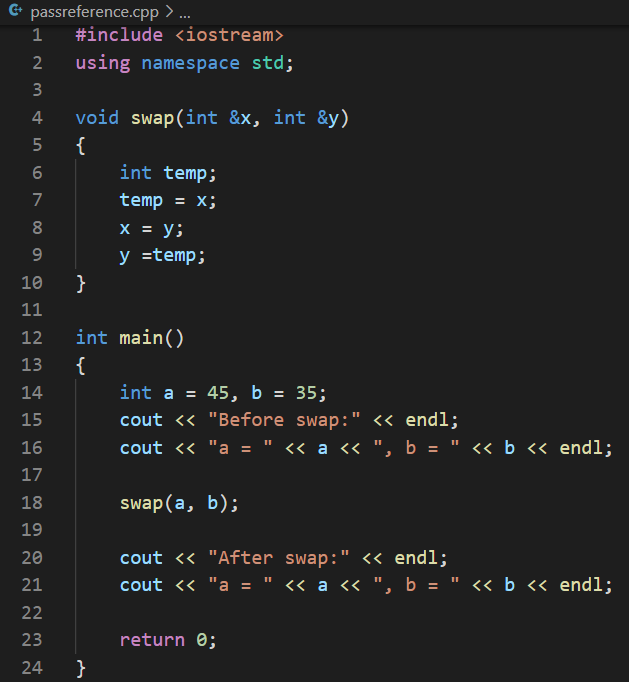 passreference.cpp > ...
1 #include <iostream>
2 using namespace std;
3
4 void swap(int &x, int &y)
5 {
6     int temp;
7     temp = x;
8     x = y;
9     y =temp;
10 }
11
12 int main()
13 {
14     int a = 45, b = 35;
15     cout << "Before swap:" << endl;
16     cout << "a = " << a << ", b = " << b << endl;
17
18     swap(a, b);
19
20     cout << "After swap:" << endl;
21     cout << "a = " << a << ", b = " << b << endl;
22
23     return 0;
24 }